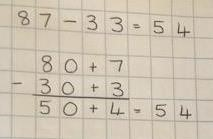 87 - 33 = 54
80 + 7
- 30 + 3
50 + 4 = 54